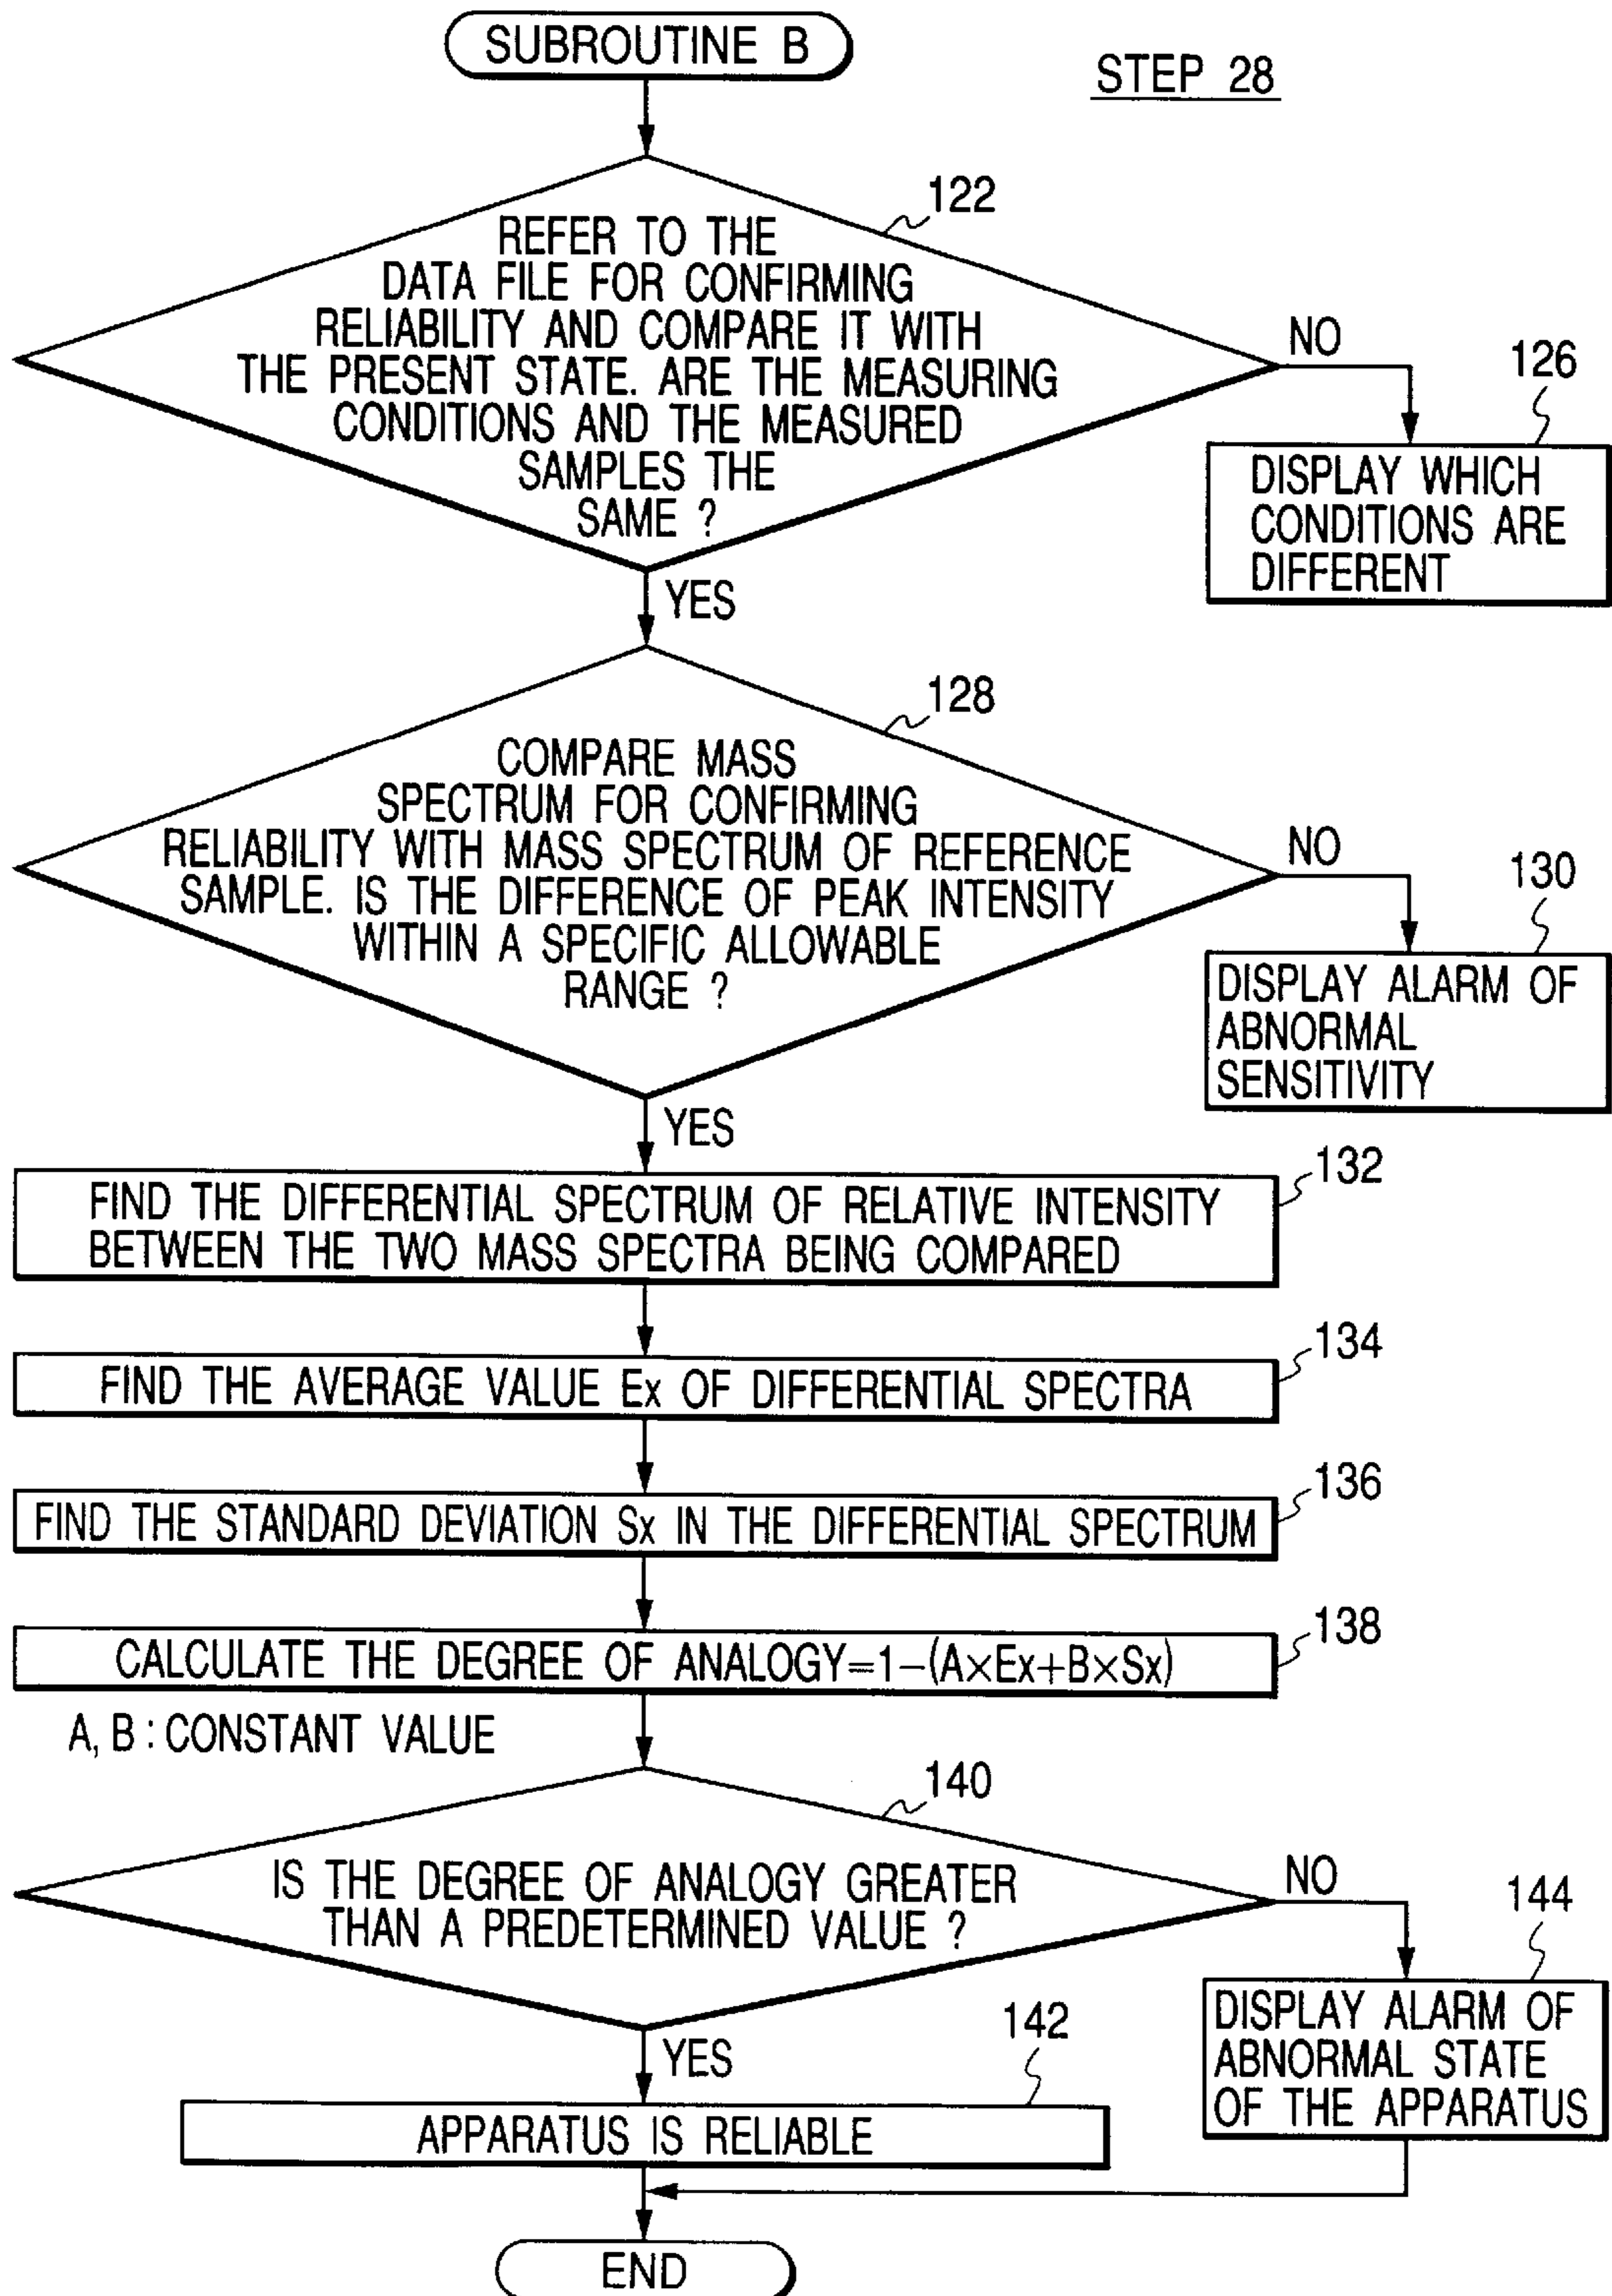 SUBROUTINE B
STEP 28
122
REFER TO THE
DATA FILE FOR CONFIRMING
RELIABILITY AND COMPARE IT WITH
THE PRESENT STATE. ARE THE MEASURING
CONDITIONS AND THE MEASURED
SAMPLES THE
SAME ?
NO
126
DISPLAY WHICH
CONDITIONS ARE
DIFFERENT
YES
128
COMPARE MASS
SPECTRUM FOR CONFIRMING
RELIABILITY WITH MASS SPECTRUM OF REFERENCE
SAMPLE. IS THE DIFFERENCE OF PEAK INTENSITY
WITHIN A SPECIFIC ALLOWABLE
RANGE ?
NO
130
DISPLAY ALARM OF
ABNORMAL
SENSITIVITY
YES
132
FIND THE DIFFERENTIAL SPECTRUM OF RELATIVE INTENSITY
BETWEEN THE TWO MASS SPECTRA BEING COMPARED
134
FIND THE AVERAGE VALUE Ex OF DIFFERENTIAL SPECTRA
136
FIND THE STANDARD DEVIATION Sx IN THE DIFFERENTIAL SPECTRUM
138
CALCULATE THE DEGREE OF ANALOGY=1-(A×Ex+B×Sx)
A, B : CONSTANT VALUE
140
IS THE DEGREE OF ANALOGY GREATER
THAN A PREDETERMINED VALUE ?
NO
144
DISPLAY ALARM OF
ABNORMAL STATE
OF THE APPARATUS
YES
142
APPARATUS IS RELIABLE
END